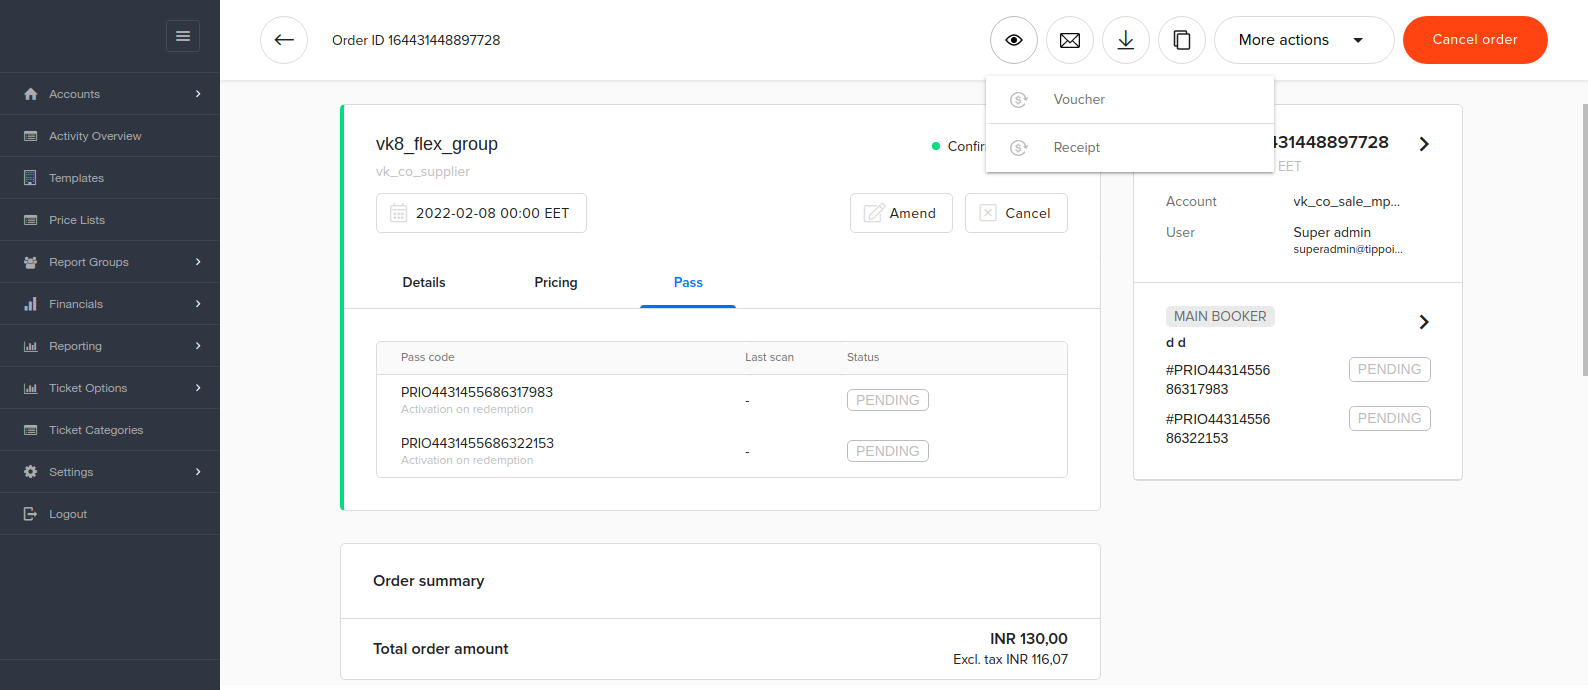 Order ID 164431448897728
More actions
Cancel order
Accounts
Activity Overview
Templates
Price Lists
Report Groups
Financials
Reporting
Ticket Options
Ticket Categories
Settings
Logout
Voucher
Receipt
vk8_flex_group
vk_co_supplier
2022-02-08 00:00 EET
Amend
Cancel
Details
Pricing
Pass
Pass code
Last scan
Status
PRIO4431455686317983
Activation on redemption
-
PENDING
PRIO4431455686322153
Activation on redemption
-
PENDING
Order summary
Total order amount
INR 130,00
Excl. tax INR 116,07
31448897728
EET
Account
vk_co_sale_mp...
User
Super admin
superadmin@tippoi...
MAIN BOOKER
d d
#PRIO44314556
86317983
PENDING
#PRIO44314556
86322153
PENDING